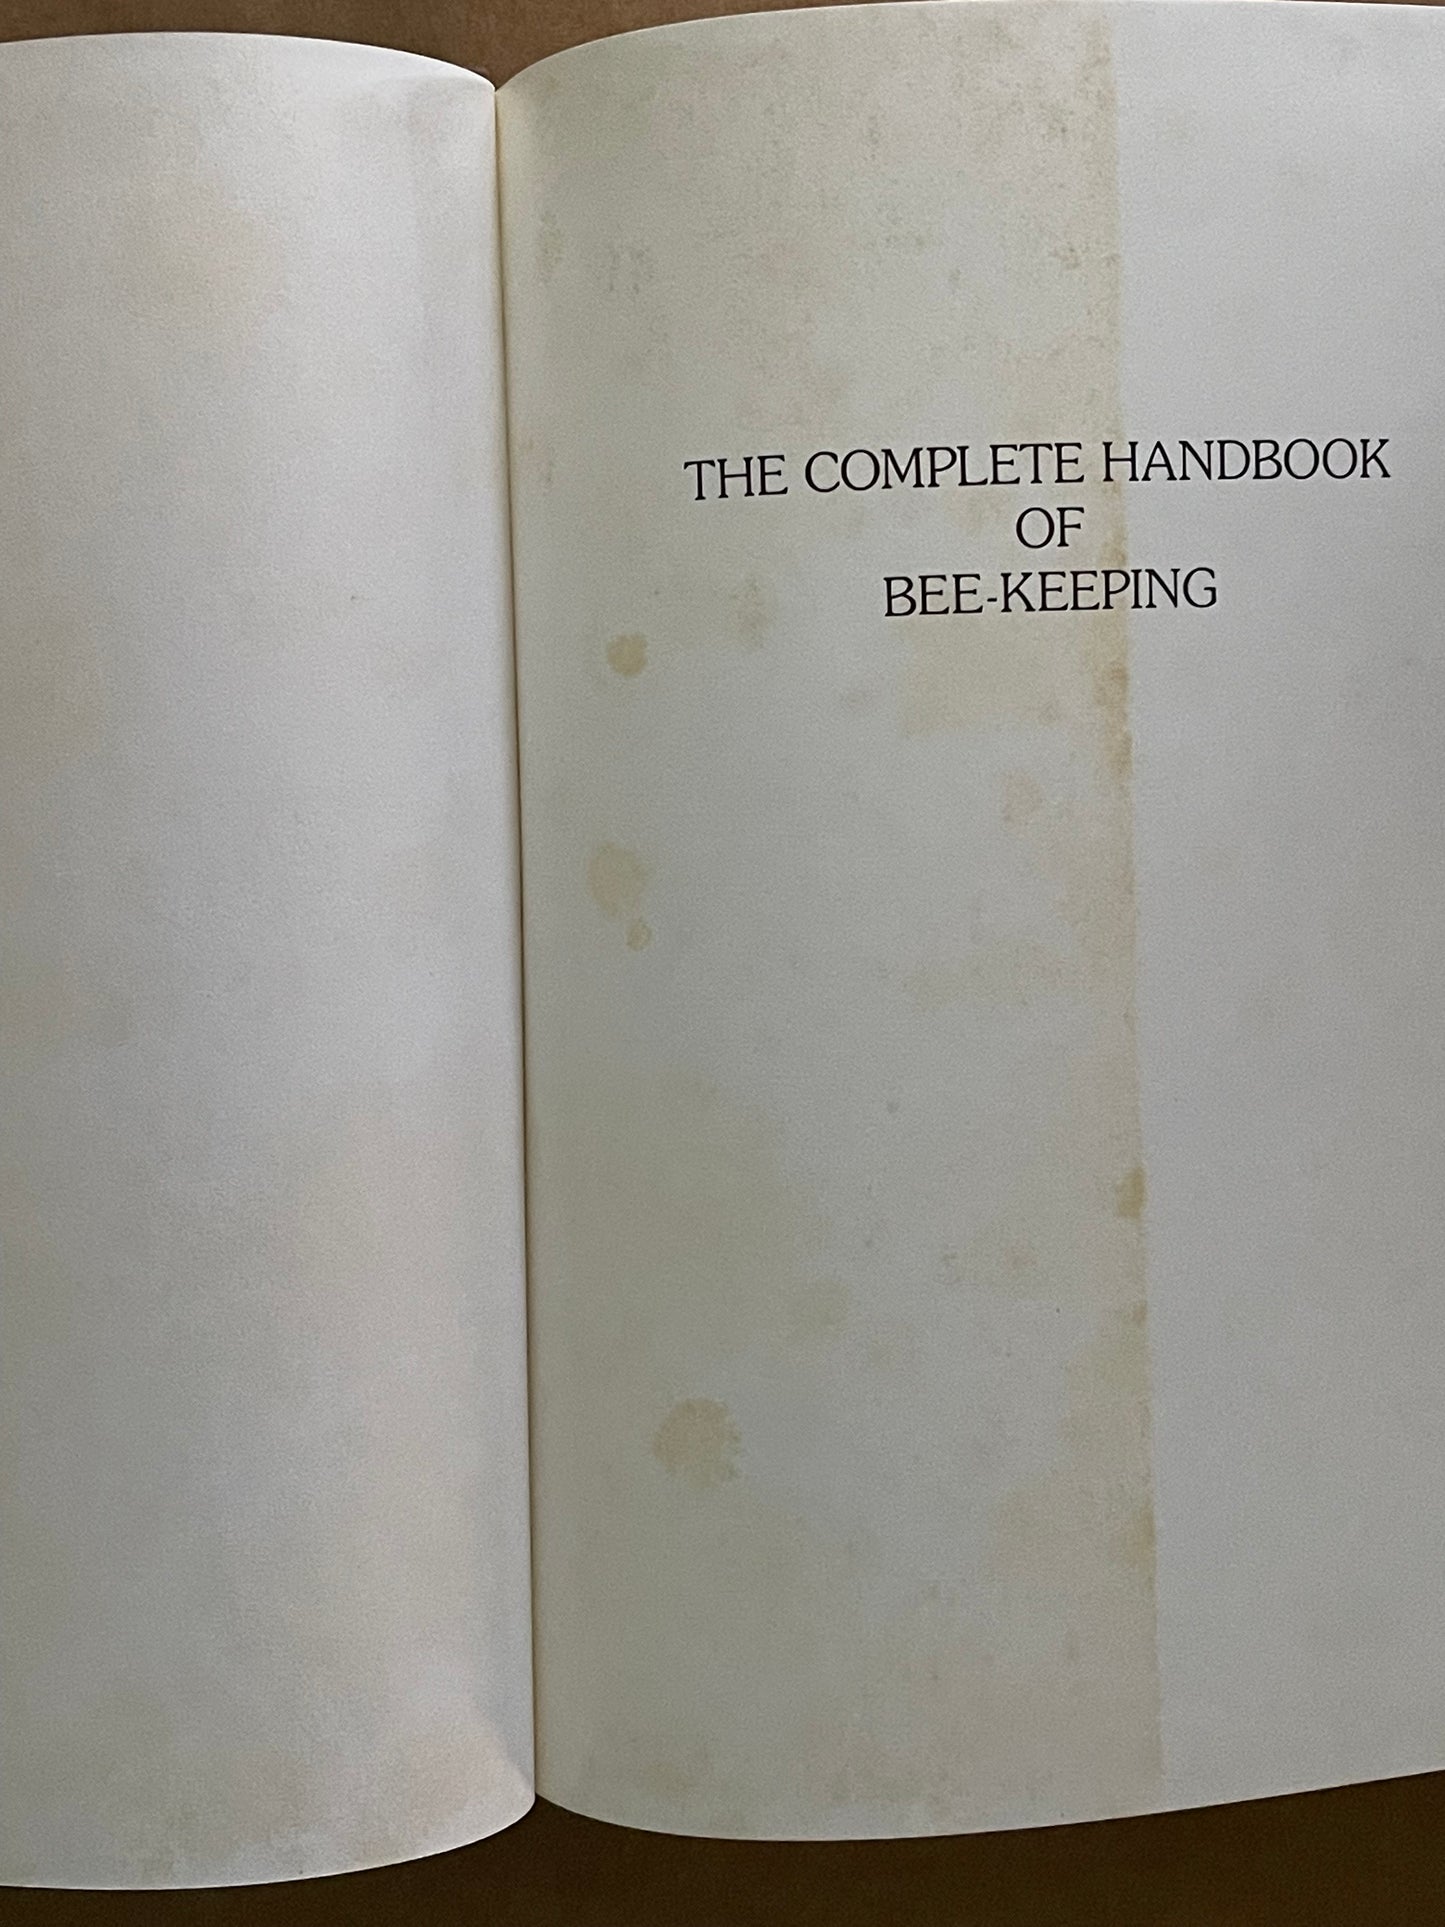 THE COMPLETE HANDBOOK
OF
BEE-KEEPING